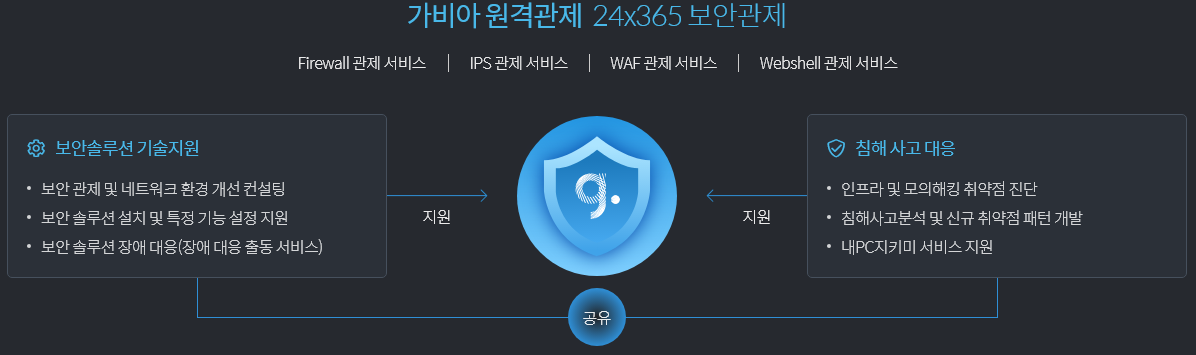 가비아 원격관제 24x365 보안관제
Firewall 관제 서비스 | IPS 관제 서비스 | WAF 관제 서비스 | Webshell 관제 서비스
보안솔루션 기술지원
• 보안 관제 및 네트워크 환경 개선 컨설팅
• 보안 솔루션 설치 및 특정 기능 설정 지원
• 보안 솔루션 장애 대응(장애 대응 출동 서비스)
지원
g.
지원
침해 사고 대응
• 인프라 및 모의해킹 취약점 진단
• 침해사고분석 및 신규 취약점 패턴 개발
• 내PC지키미 서비스 지원
공유